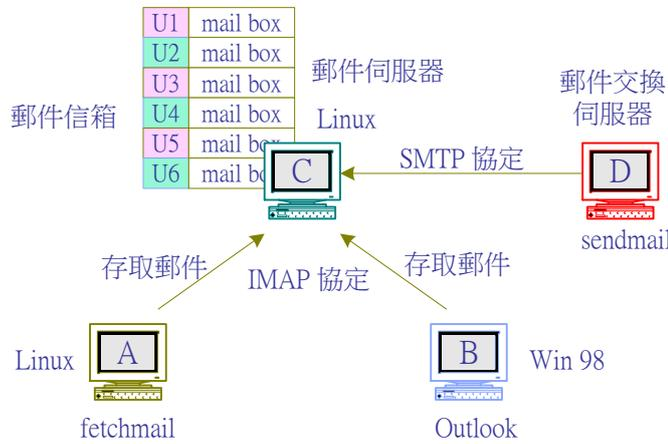 U1 mail box
U2 mail box
U3 mail box
U4 mail box
U5 mail box
U6 mail box
郵件信箱
郵件伺服器
Linux
C
郵件交換
伺服器
D
sendmail
SMTP 協定
存取郵件
IMAP 協定
存取郵件
Linux
A
fetchmail
B
Win 98
Outlook